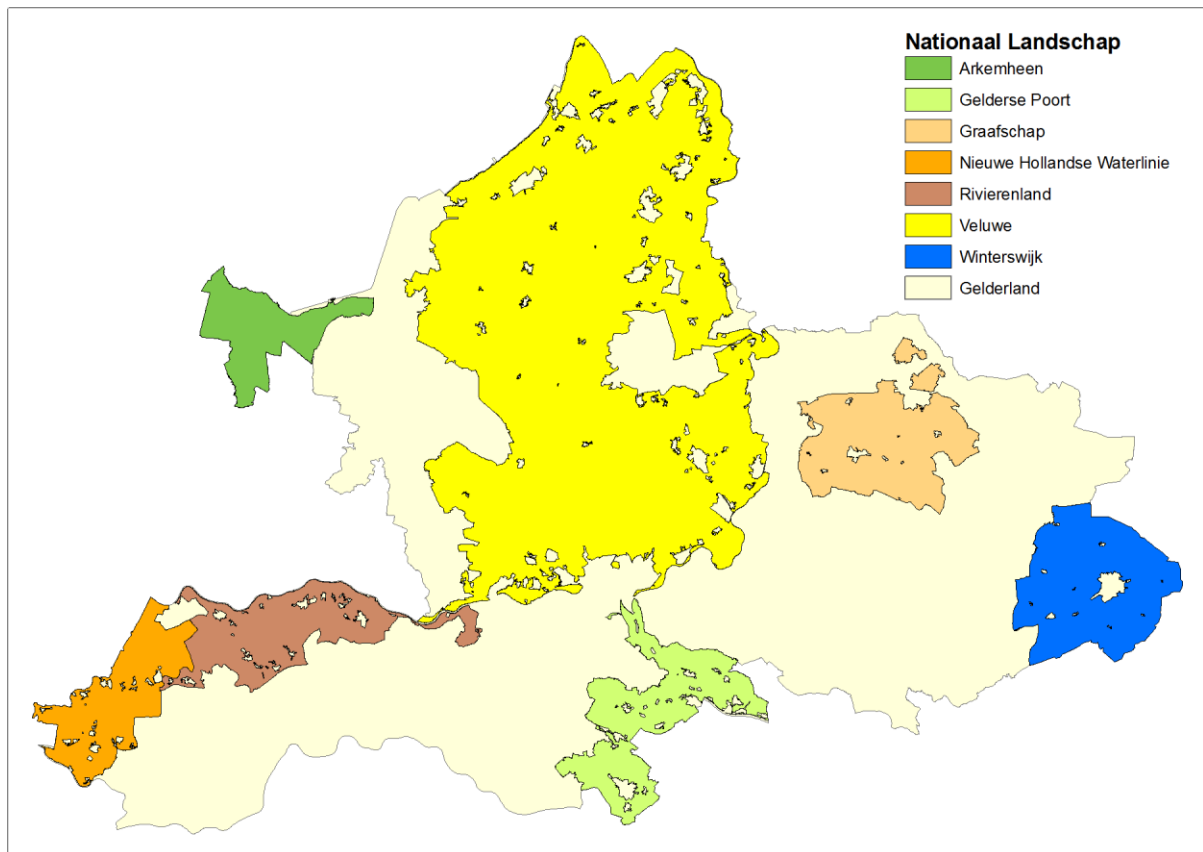 Nationaal Landschap
Arkemheen
Gelderse Poort
Graafschap
Nieuwe Hollandse Waterlinie
Rivierenland
Veluwe
Winterswijk
Gelderland